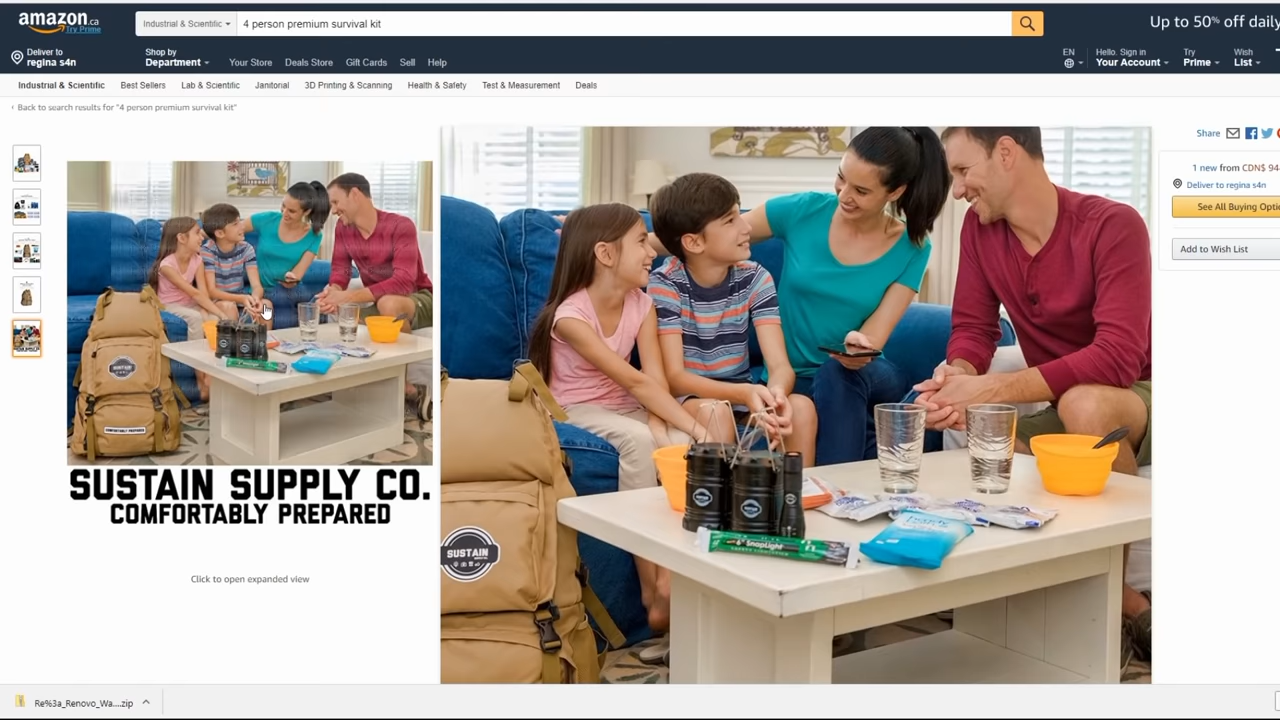 amazon.ca
Try Prime
Industrial & Scientific
4 person premium survival kit
Up to 50% off daily
Deliver to
regina s4n
Shop by
Department
Your Store
Deals Store
Gift Cards
Sell
Help
EN
Hello. Sign in
Your Account
Try
Prime
Wish
List
Industrial & Scientific
Best Sellers
Lab & Scientific
Janitorial
3D Printing & Scanning
Health & Safety
Test & Measurement
Deals
‹ Back to search results for "4 person premium survival kit"
Share
1 new from CDN$ 94
Deliver to regina s4n
See All Buying Optio
Add to Wish List
SUSTAIN
COMFORTABLY PREPARED
SUSTAIN
SnapLight
SUSTAIN SUPPLY CO.
COMFORTABLY PREPARED
Click to open expanded view
Re%3a_Renovo_Wa....zip